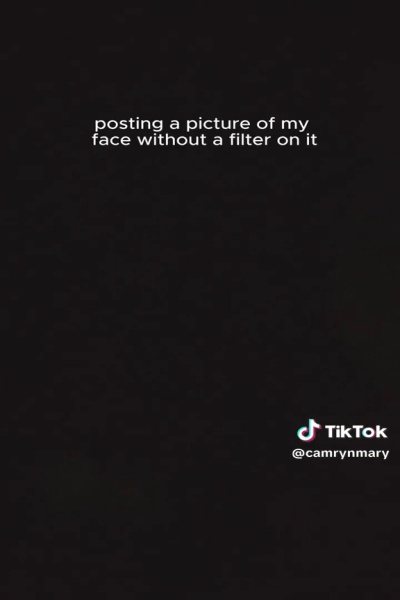 posting a picture of my
face without a filter on it
TikTok
@camrynmary